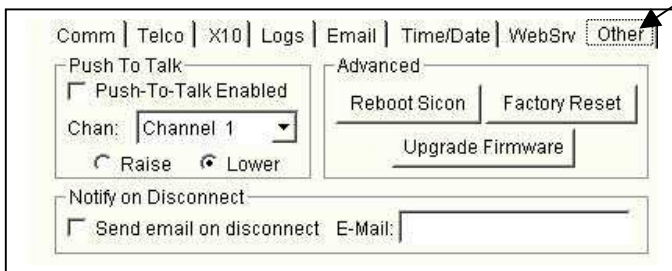 Comm Telco X10 Logs Email Time/Date WebSrv Other
Push To Talk
Push-To-Talk Enabled
Chan: Channel 1
Raise Lower
Advanced
Reboot Sicon Factory Reset
Upgrade Firmware
Notify on Disconnect
Send email on disconnect E-Mail: